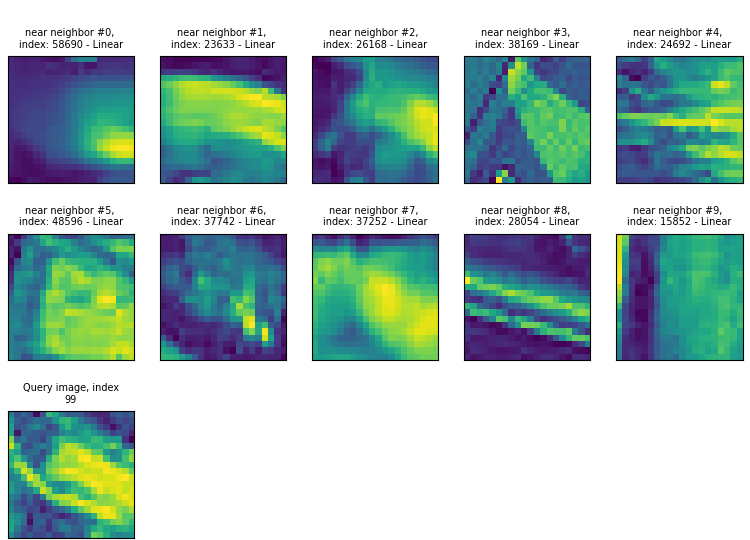 near neighbor #0,
index: 58690 - Linear
near neighbor #1,
index: 23633 - Linear
near neighbor #2,
index: 26168 - Linear
near neighbor #3,
index: 38169 - Linear
near neighbor #4,
index: 24692 - Linear
near neighbor #5,
index: 48596 - Linear
near neighbor #6,
index: 37742 - Linear
near neighbor #7,
index: 37252 - Linear
near neighbor #8,
index: 28054 - Linear
near neighbor #9,
index: 15852 - Linear
Query image, index
99